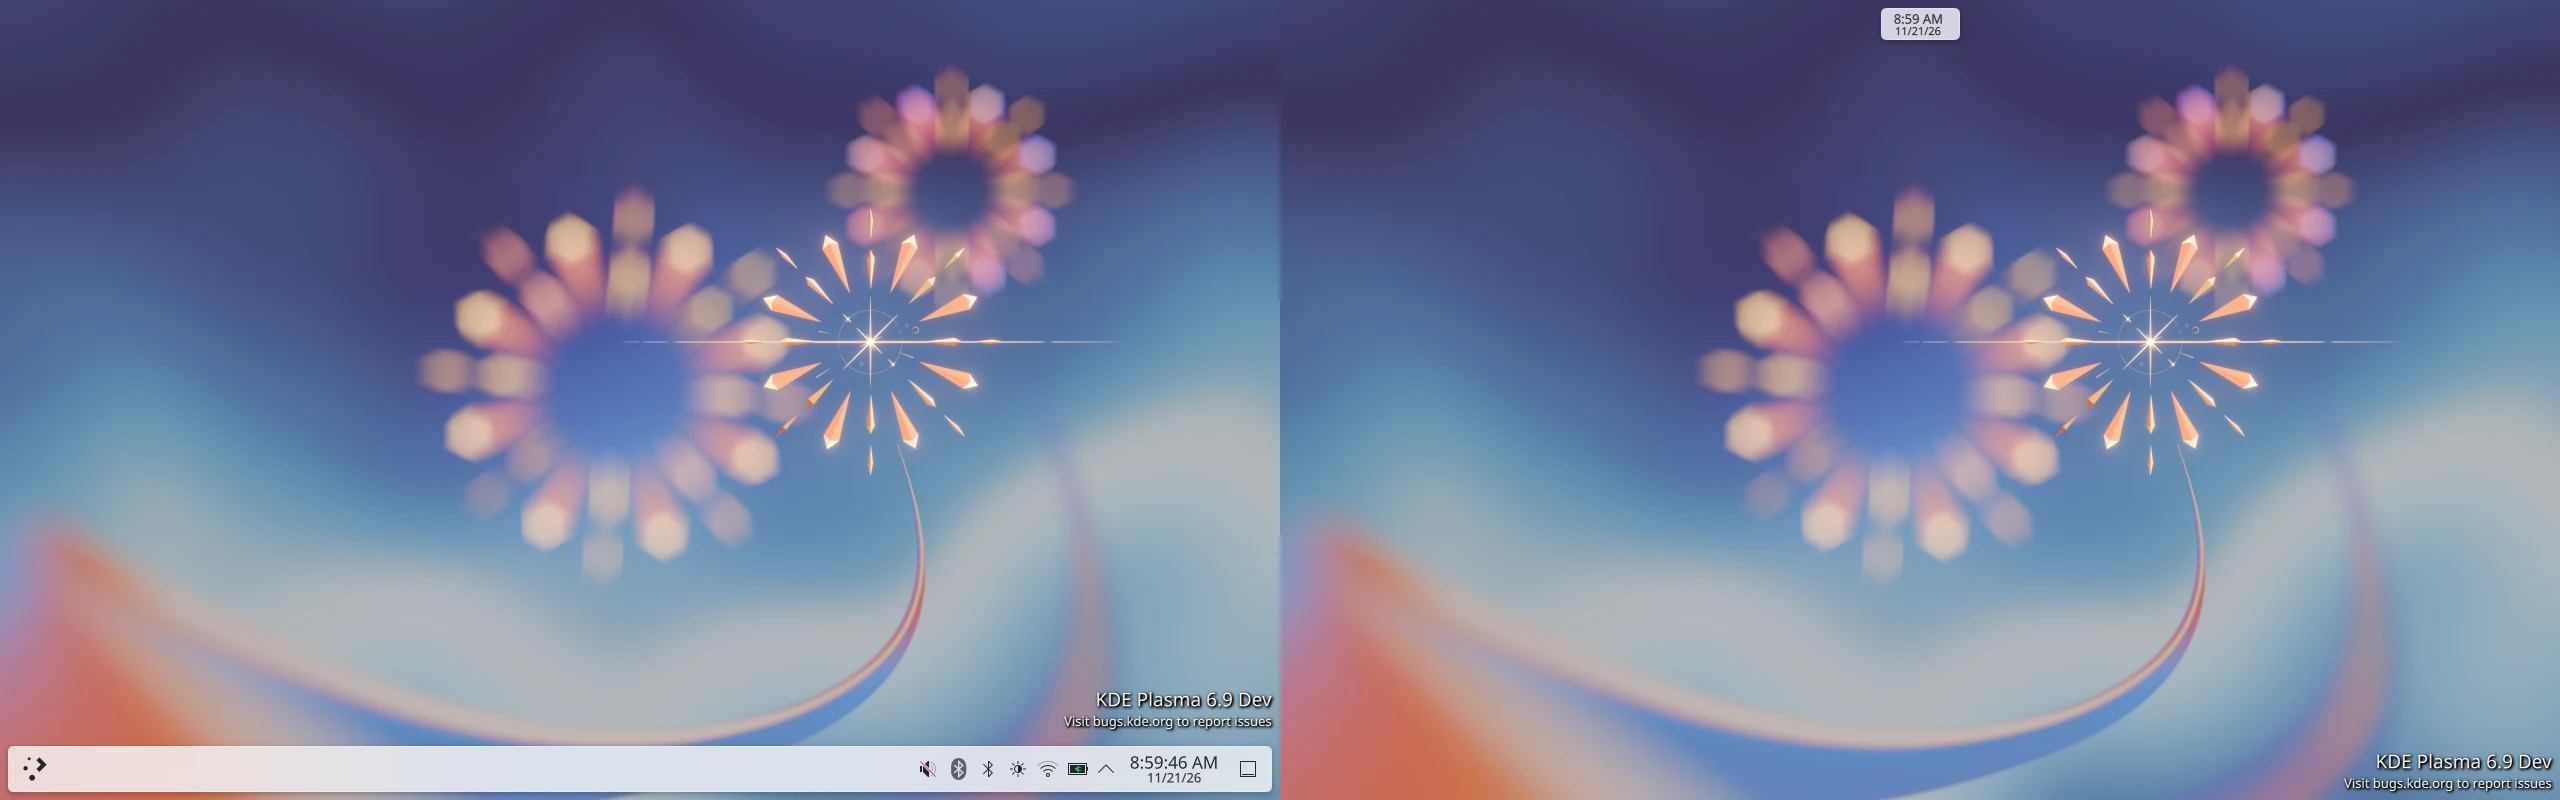 8:59 AM
11/21/26
KDE Plasma 6.9 Dev
Visit bugs.kde.org to report issues
8:59:46 AM
11/21/26
KDE Plasma 6.9 Dev
Visit bugs.kde.org to report issues